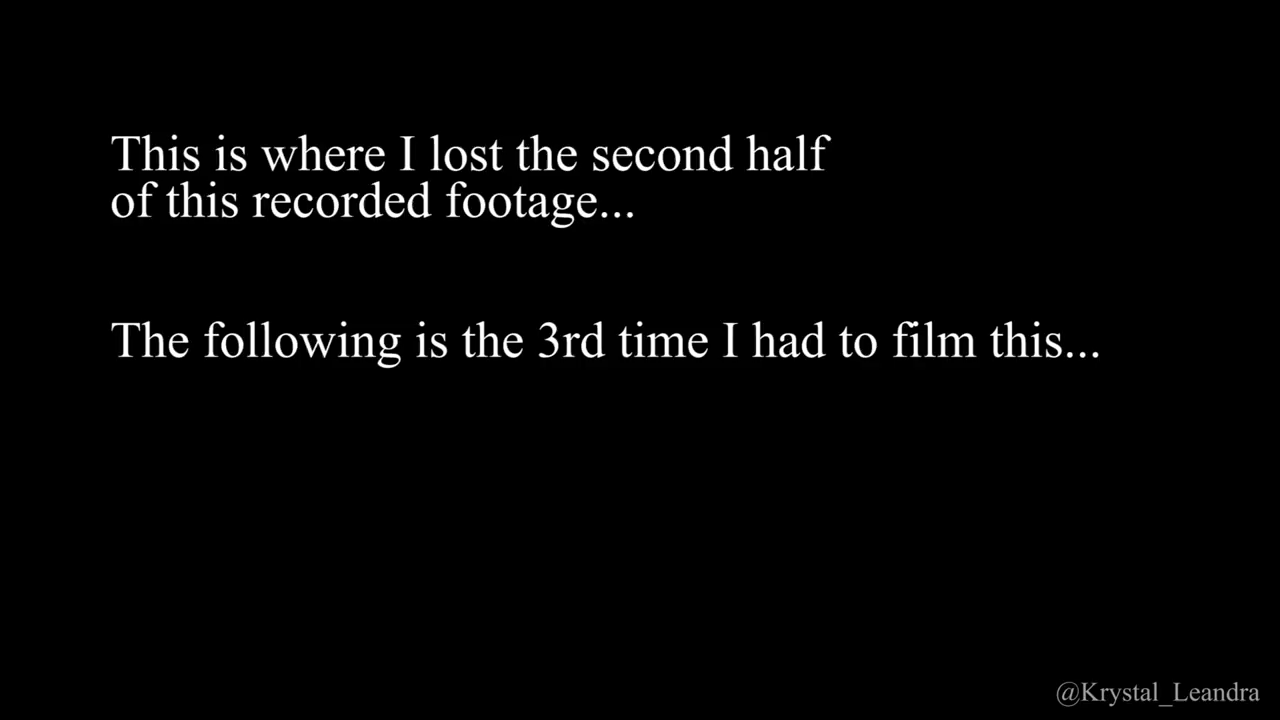 This is where I lost the second half
of this recorded footage...
The following is the 3rd time I had to film this...
@Krystal_Leandra